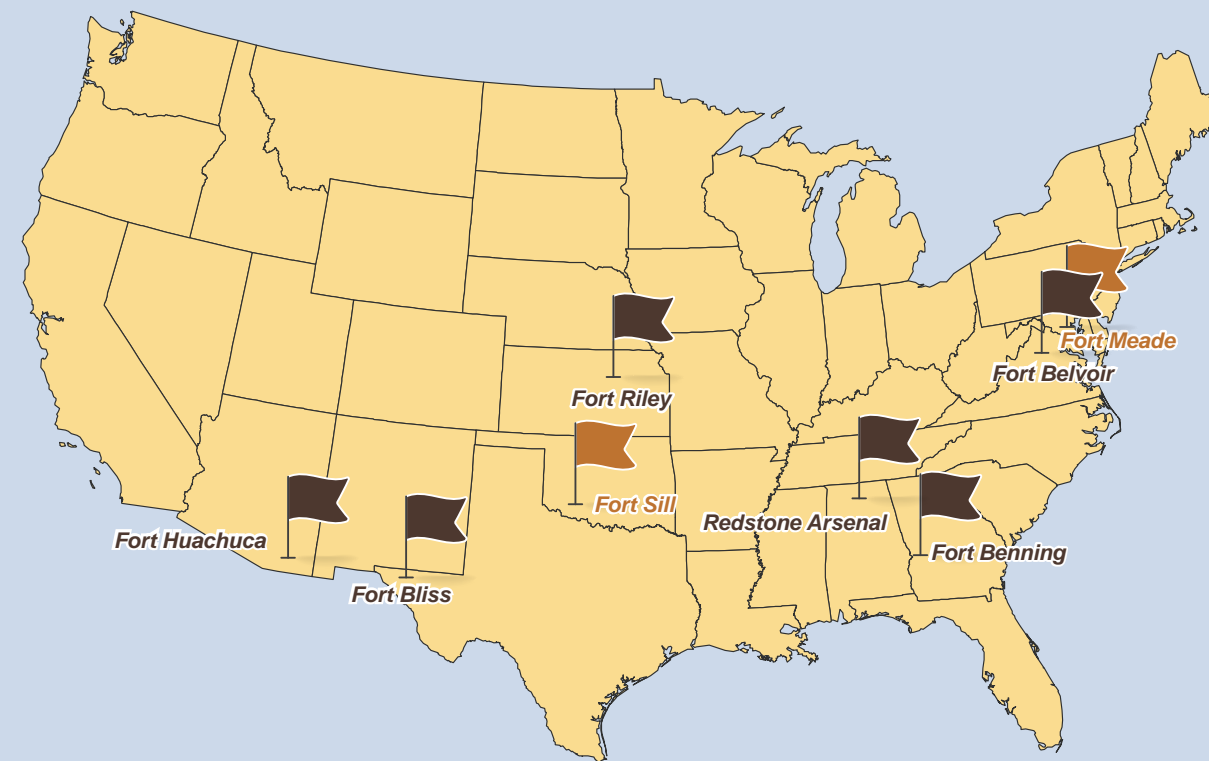 Fort Meade
Fort Belvoir
Fort Riley
Fort Sill
Redstone Arsenal
Fort Huachuca
Fort Benning
Fort Bliss